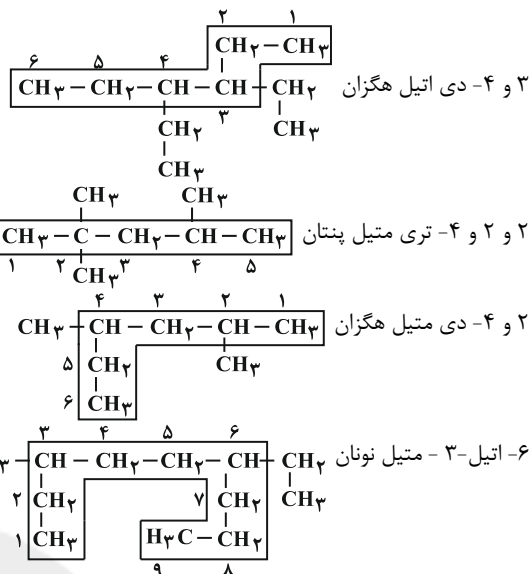 ۲ ۱
CH۲ – CH۳
۶ ۵ ۴
CH۳ – CH۲ – CH – CH – CH۲ ۳ و ۴- دی اتیل هگزان
۳
CH۲ CH۳
CH۳
CH۳ CH۳
CH۳ – C – CH۲ – CH – CH۳ ۲ و ۲ و ۴- تری متیل پنتان
۱ ۲ CH۳ ۳ ۴ ۵
۴ ۳ ۲ ۱
CH۳ – CH – CH۲ – CH – CH۳ ۲ و ۴- دی متیل هگزان
۵ CH۲ CH۳
۶ CH۳
۳ ۴ ۵ ۶
۳ – CH – CH۲ – CH۲ – CH – CH۲ ۶- اتیل-۳ - متیل نونان
۲ CH۲ ۷ CH۲ CH۳
۱ CH۳ H۳C – CH۲
۹ ۸